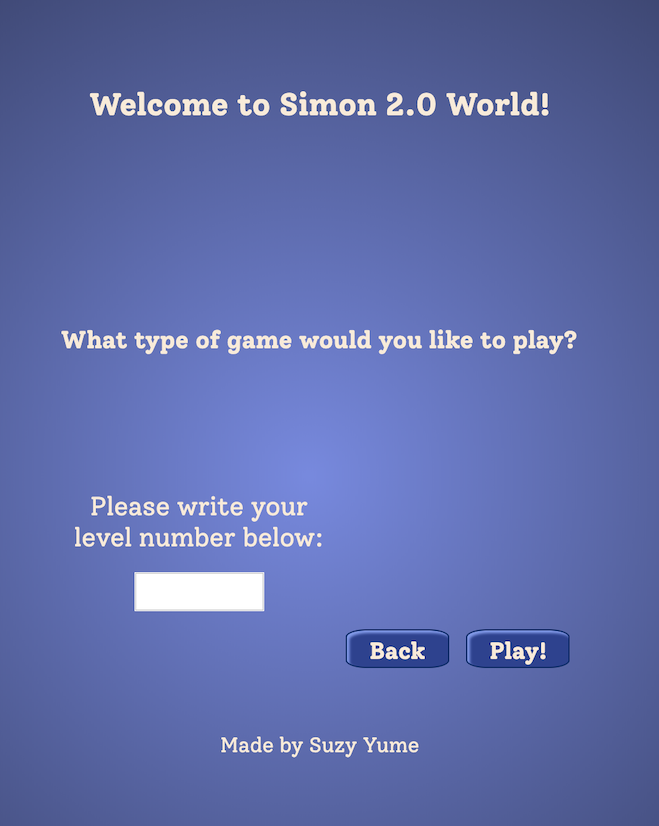 Welcome to Simon 2.0 World!
What type of game would you like to play?
Please write your
level number below:
Back
Play!
Made by Suzy Yume